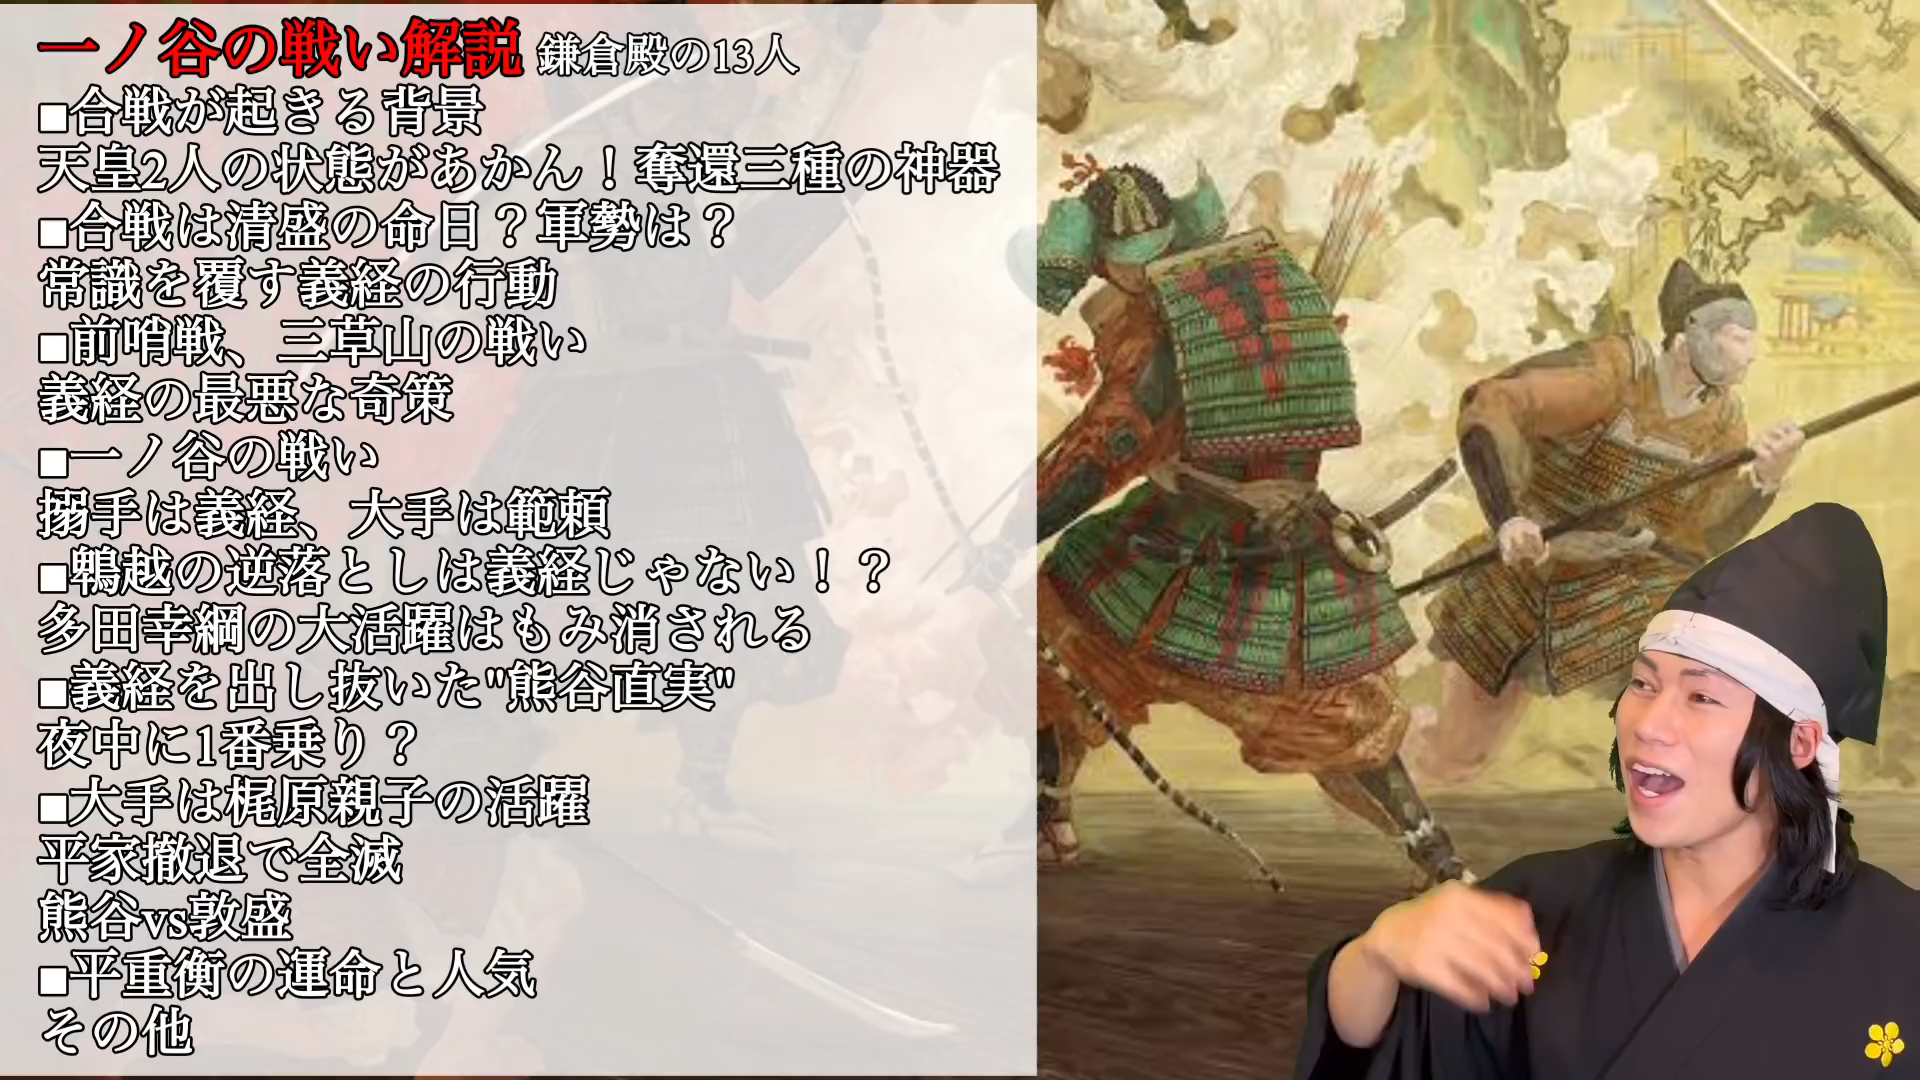 一ノ谷の戦い解説 鎌倉殿の13人
■合戦が起きる背景
天皇2人の状態があかん！奪還三種の神器
■合戦は清盛の命日？軍勢は？
常識を覆す義経の行動
■前哨戦、三草山の戦い
義経の最悪な奇策
■一ノ谷の戦い
搦手は義経、大手は範頼
■鵯越の逆落としは義経じゃない！？
多田幸綱の大活躍はもみ消される
■義経を出し抜いた"熊谷直実"
夜中に1番乗り？
■大手は梶原親子の活躍
平家撤退で全滅
熊谷vs敦盛
■平重衡の運命と人気
その他